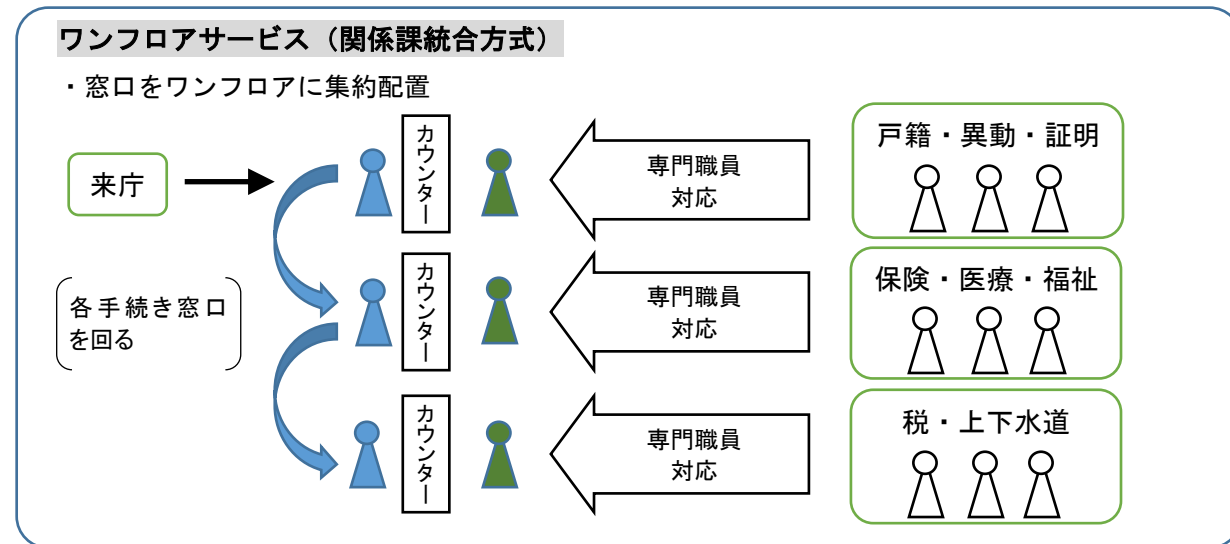 ワンフロアサービス（関係課統合方式）
・窓口をワンフロアに集約配置
来庁
カウンター
専門職員
対応
戸籍・異動・証明
各手続き窓口
を回る
カウンター
専門職員
対応
保険・医療・福祉
カウンター
専門職員
対応
税・上下水道